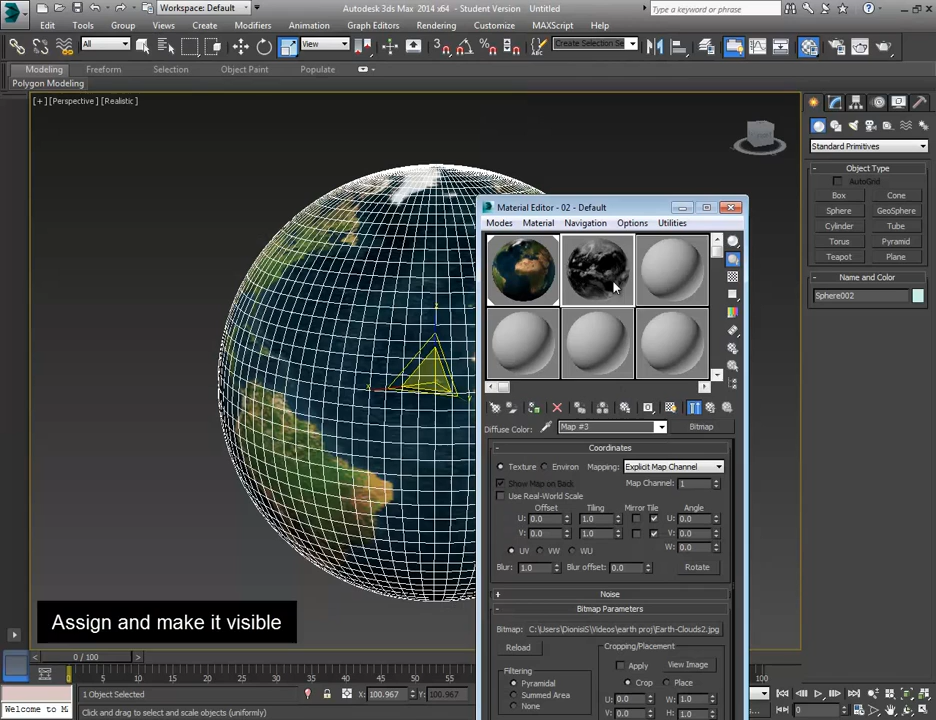 Workspace: Default
Autodesk 3ds Max 2014 x64 - Student Version
Untitled
Type a keyword or phrase
Edit Tools Group Views Create Modifiers Animation Graph Editors Rendering Customize MAXScript Help
All
View
Create Selection Se
Modeling Freeform Selection Object Paint Populate
Polygon Modeling
[+] [Perspective] [Realistic]
Standard Primitives
Object Type
AutoGrid
Box Cone
Sphere GeoSphere
Cylinder Tube
Torus Pyramid
Teapot Plane
Name and Color
Sphere002
Material Editor - 02 - Default
Modes Material Navigation Options Utilities
Diffuse Color: Map #3 Bitmap
Coordinates
Texture Environ Mapping: Explicit Map Channel
Show Map on Back Map Channel: 1
Use Real-World Scale
Offset Tiling Mirror Tile Angle
U: 0.0 1.0 U: 0.0
V: 0.0 1.0 V: 0.0
W: 0.0
UV VW WU
Blur: 1.0 Blur offset: 0.0 Rotate
Noise
Bitmap Parameters
Bitmap: C:\Users\DionisiS\Videos\earth proj\Earth-Clouds2.jpg
Reload
Cropping/Placement
Apply View Image
Filtering
Pyramidal
Summed Area
None
Crop Place
U: 0.0 W: 1.0
V: 0.0 H: 1.0
Assign and make it visible
0 / 100
0 5 10 15 20 25 30 35 40 45 50 55 100
1 Object Selected
X: 100.967 Y: 100.967
Welcome to M
Click and drag to select and scale objects (uniformly)
0